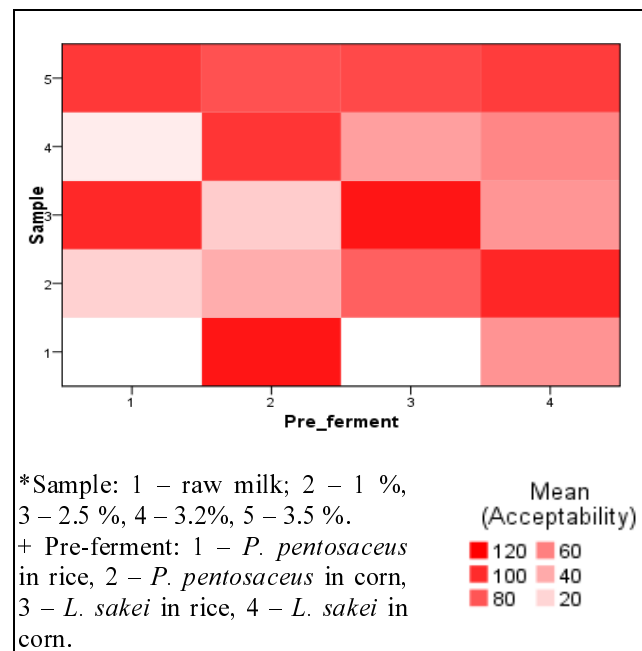 5
4
3
2
1
Sample
1 2 3 4
Pre_ferment
*Sample: 1 – raw milk; 2 – 1 %,
3 – 2.5 %, 4 – 3.2%, 5 – 3.5 %.
+ Pre-ferment: 1 – P. pentosaceus
in rice, 2 – P. pentosaceus in corn,
3 – L. sakei in rice, 4 – L. sakei in
corn.
Mean
(Acceptability)
120 60
100 40
80 20